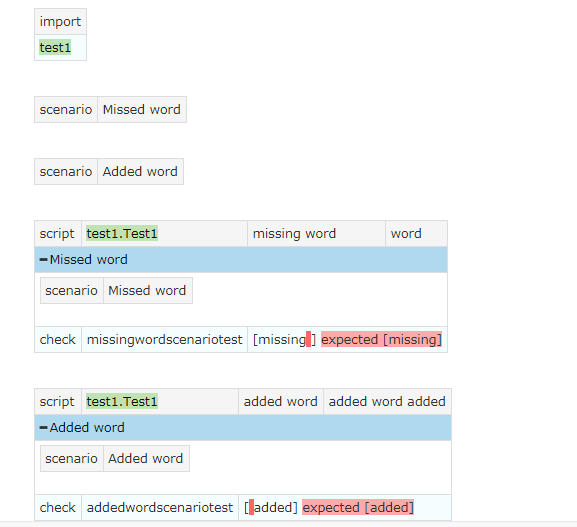 import
test1
scenario Missed word
scenario Added word
script test1.Test1 missing word word
Missed word
scenario Missed word
check missingwordscenariotest [missing ] expected [missing]
script test1.Test1 added word added word added
Added word
scenario Added word
check addedwordscenariotest [ added] expected [added]